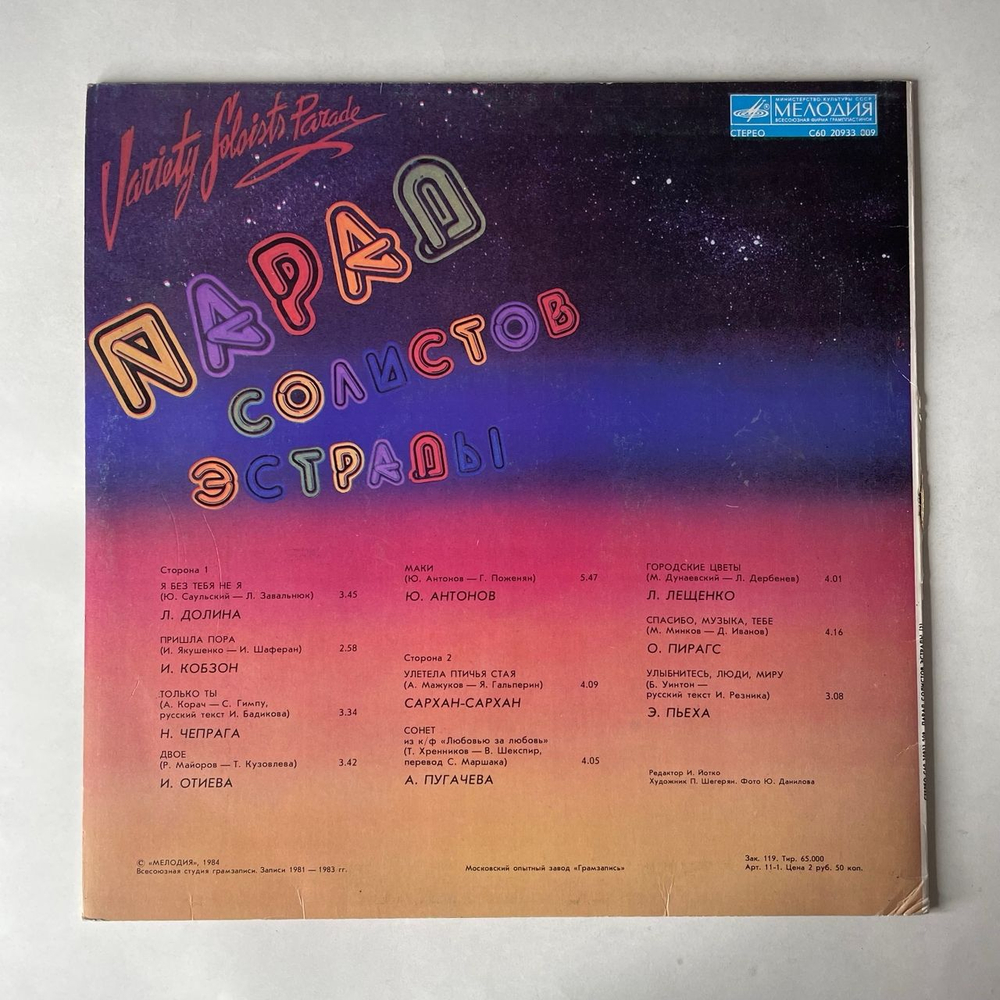 Variety Soloists Parade
МИНИСТЕРСТВО КУЛЬТУРЫ СССР
МЕЛОДИЯ
ВСЕСОЮЗНАЯ ФИРМА ГРАМПЛАСТИНОК
СТЕРЕО С60 20933 009
ПАРАД
СОЛИСТОВ
ЭСТРАДЫ
Сторона 1
Я БЕЗ ТЕБЯ НЕ Я
(Ю. Саульский — Л. Завальнюк) 3.45
Л. ДОЛИНА
ПРИШЛА ПОРА
(И. Якушенко — И. Шаферан) 2.58
И. КОБЗОН
ТОЛЬКО ТЫ
(А. Корач — С. Гимпу,
русский текст И. Бадикова) 3.34
Н. ЧЕПРАГА
ДВОЕ
(Р. Майоров — Т. Кузовлева) 3.42
И. ОТИЕВА
МАКИ
(Ю. Антонов — Г. Поженян) 5.47
Ю. АНТОНОВ
Сторона 2
УЛЕТЕЛА ПТИЧЬЯ СТАЯ
(А. Мажуков — Я. Гальперин) 4.09
САРХАН-САРХАН
СОНЕТ
из к/ф «Любовью за любовь»
(Т. Хренников — В. Шекспир,
перевод С. Маршака) 4.05
А. ПУГАЧЕВА
ГОРОДСКИЕ ЦВЕТЫ
(М. Дунаевский — Л. Дербенев) 4.01
Л. ЛЕЩЕНКО
СПАСИБО, МУЗЫКА, ТЕБЕ
(М. Минков — Д. Иванов) 4.16
О. ПИРАГС
УЛЫБНИТЕСЬ, ЛЮДИ, МИРУ
(Б. Уинтон —
русский текст И. Резника) 3.08
Э. ПЬЕХА
Редактор И. Йотко
Художник П. Шегерян. Фото Ю. Данилова
© «МЕЛОДИЯ», 1984
Всесоюзная студия грамзаписи. Записи 1981 — 1983 гг.
Московский опытный завод «Грамзапись»
Зак. 119. Тир. 65.000
Арт. 11-1. Цена 2 руб. 50 коп.